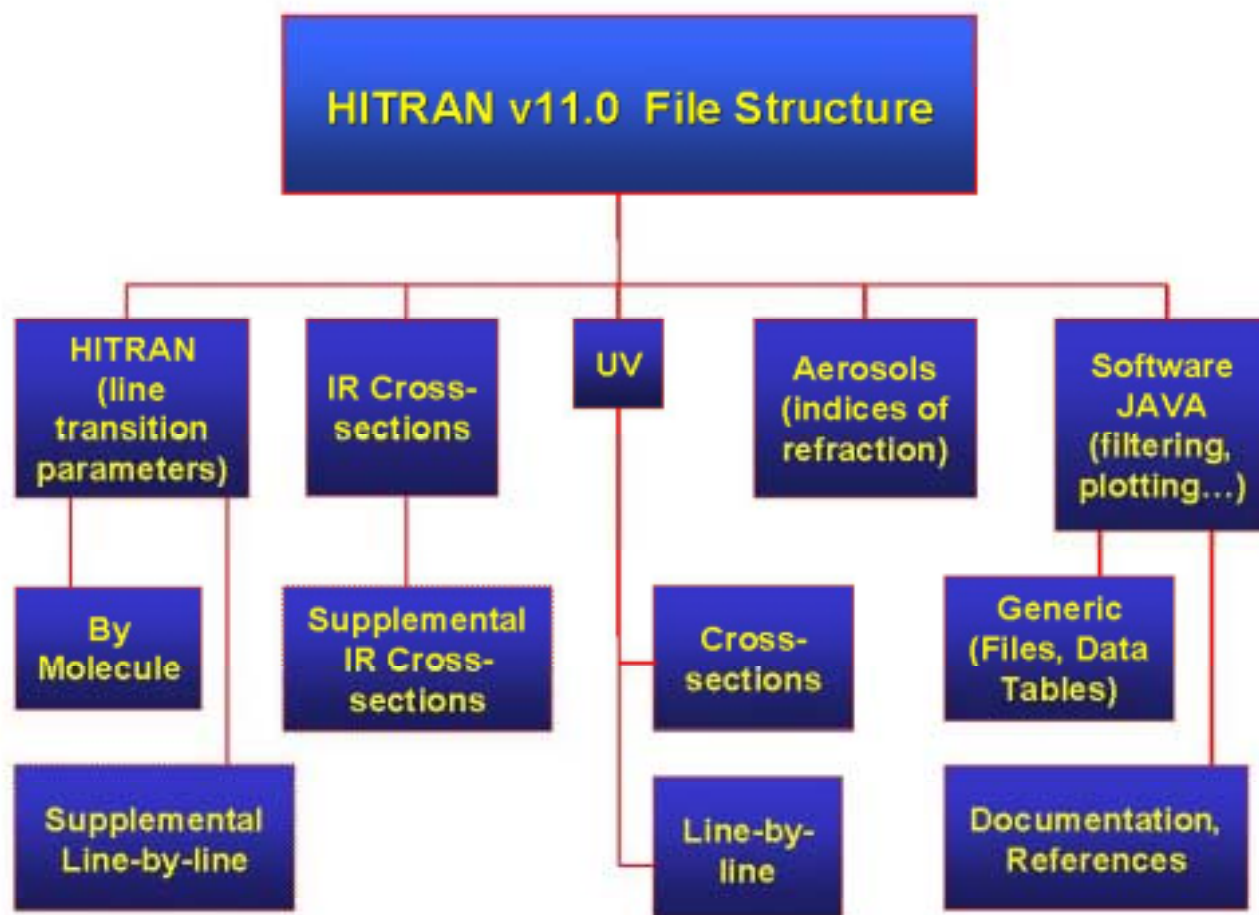 HITRAN v11.0 File Structure
HITRAN
(line
transition
parameters)
IR Cross-
sections
UV
Aerosols
(indices of
refraction)
Software
JAVA
(filtering,
plotting…)
By
Molecule
Supplemental
IR Cross-
sections
Cross-
sections
Generic
(Files, Data
Tables)
Supplemental
Line-by-line
Line-by-
line
Documentation,
References